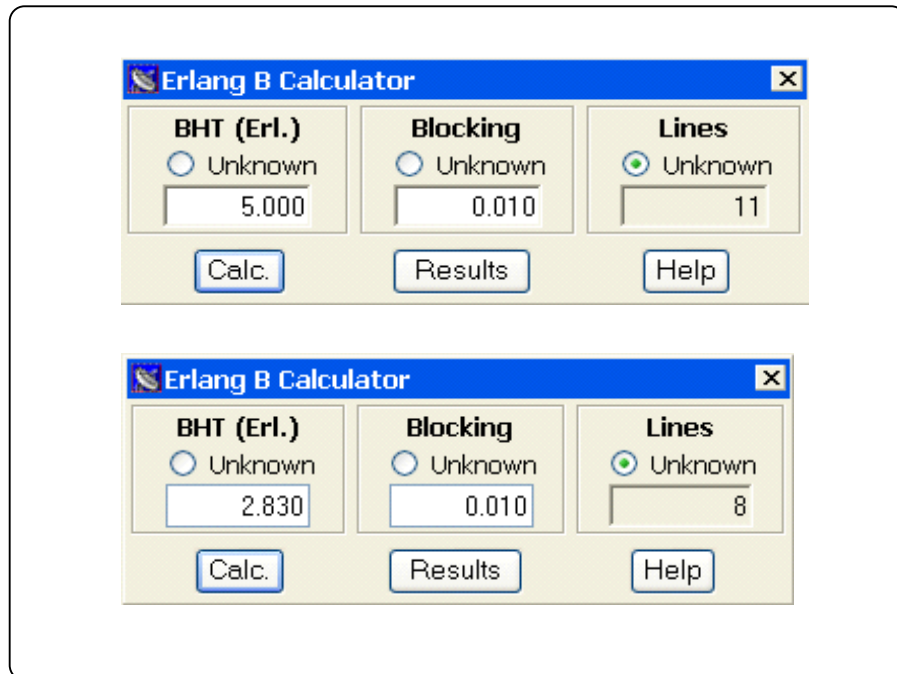 Erlang B Calculator
BHT (Erl.) Blocking Lines
Unknown Unknown Unknown
5.000 0.010 11
Calc. Results Help
Erlang B Calculator
BHT (Erl.) Blocking Lines
Unknown Unknown Unknown
2.830 0.010 8
Calc. Results Help